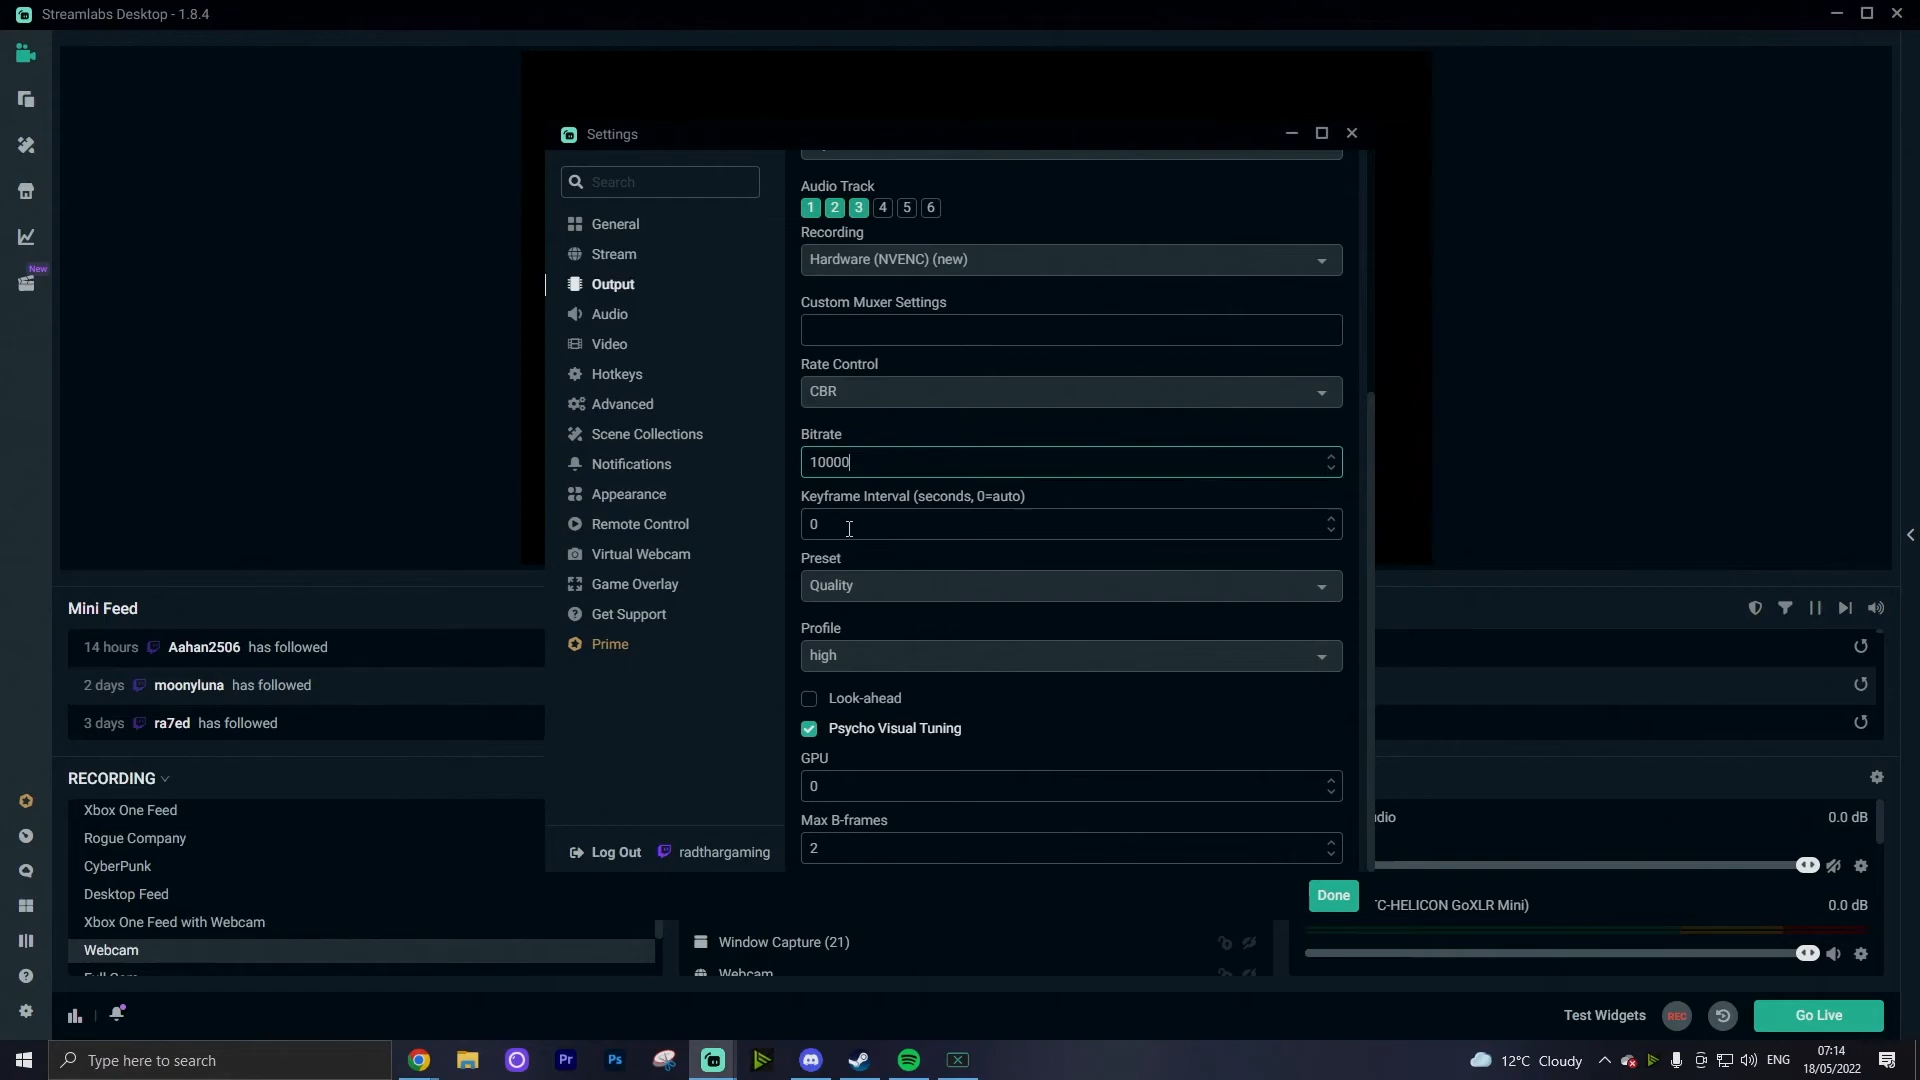 Streamlabs Desktop - 1.8.4
Settings
Search
General
Stream
Output
Audio
Video
Hotkeys
Advanced
Scene Collections
Notifications
Appearance
Remote Control
Virtual Webcam
Game Overlay
Get Support
Prime
Log Out radthargaming
Audio Track
1 2 3 4 5 6
Recording
Hardware (NVENC) (new)
Custom Muxer Settings
Rate Control
CBR
Bitrate
10000
Keyframe Interval (seconds, 0=auto)
0
Preset
Quality
Profile
high
Look-ahead
Psycho Visual Tuning
GPU
0
Max B-frames
2
Done
New
Mini Feed
14 hours Aahan2506 has followed
2 days moonyluna has followed
3 days ra7ed has followed
RECORDING
Xbox One Feed
Rogue Company
CyberPunk
Desktop Feed
Xbox One Feed with Webcam
Webcam
Window Capture (21)
Webcam
udio 0.0 dB
TC-HELICON GoXLR Mini) 0.0 dB
Test Widgets REC Go Live
Type here to search
Pr
Ps
12°C Cloudy
ENG
07:14
18/05/2022